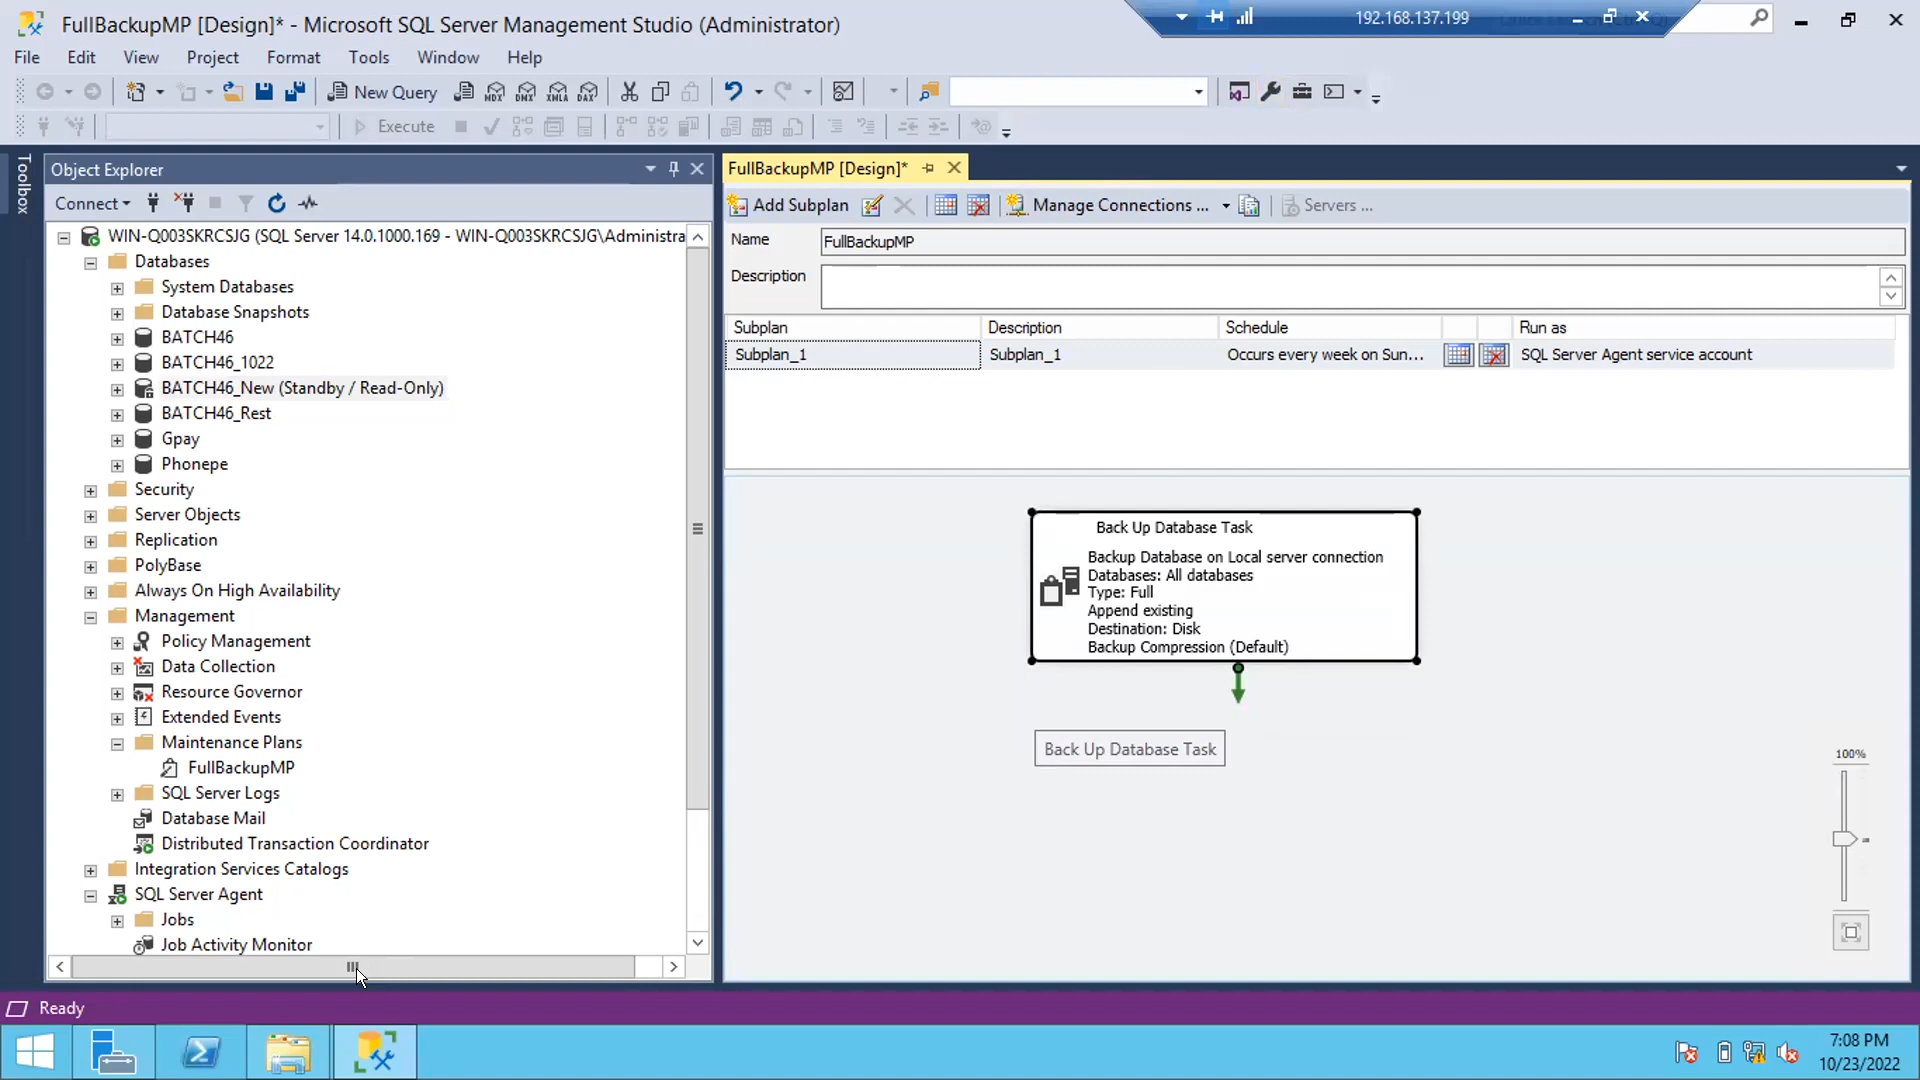 FullBackupMP [Design]* - Microsoft SQL Server Management Studio (Administrator)
192.168.137.199
File Edit View Project Format Tools Window Help
New Query MDX DMX XMLA DAX
Execute
Toolbox
Object Explorer
Connect
WIN-Q003SKRCSJG (SQL Server 14.0.1000.169 - WIN-Q003SKRCSJG\Administra
Databases
System Databases
Database Snapshots
BATCH46
BATCH46_1022
BATCH46_New (Standby / Read-Only)
BATCH46_Rest
Gpay
Phonepe
Security
Server Objects
Replication
PolyBase
Always On High Availability
Management
Policy Management
Data Collection
Resource Governor
Extended Events
Maintenance Plans
FullBackupMP
SQL Server Logs
Database Mail
Distributed Transaction Coordinator
Integration Services Catalogs
SQL Server Agent
Jobs
Job Activity Monitor
FullBackupMP [Design]*
Add Subplan Manage Connections ... Servers ...
Name FullBackupMP
Description
Subplan Description Schedule Run as
Subplan_1 Subplan_1 Occurs every week on Sun... SQL Server Agent service account
Back Up Database Task
Backup Database on Local server connection
Databases: All databases
Type: Full
Append existing
Destination: Disk
Backup Compression (Default)
Back Up Database Task
100%
Ready
7:08 PM
10/23/2022